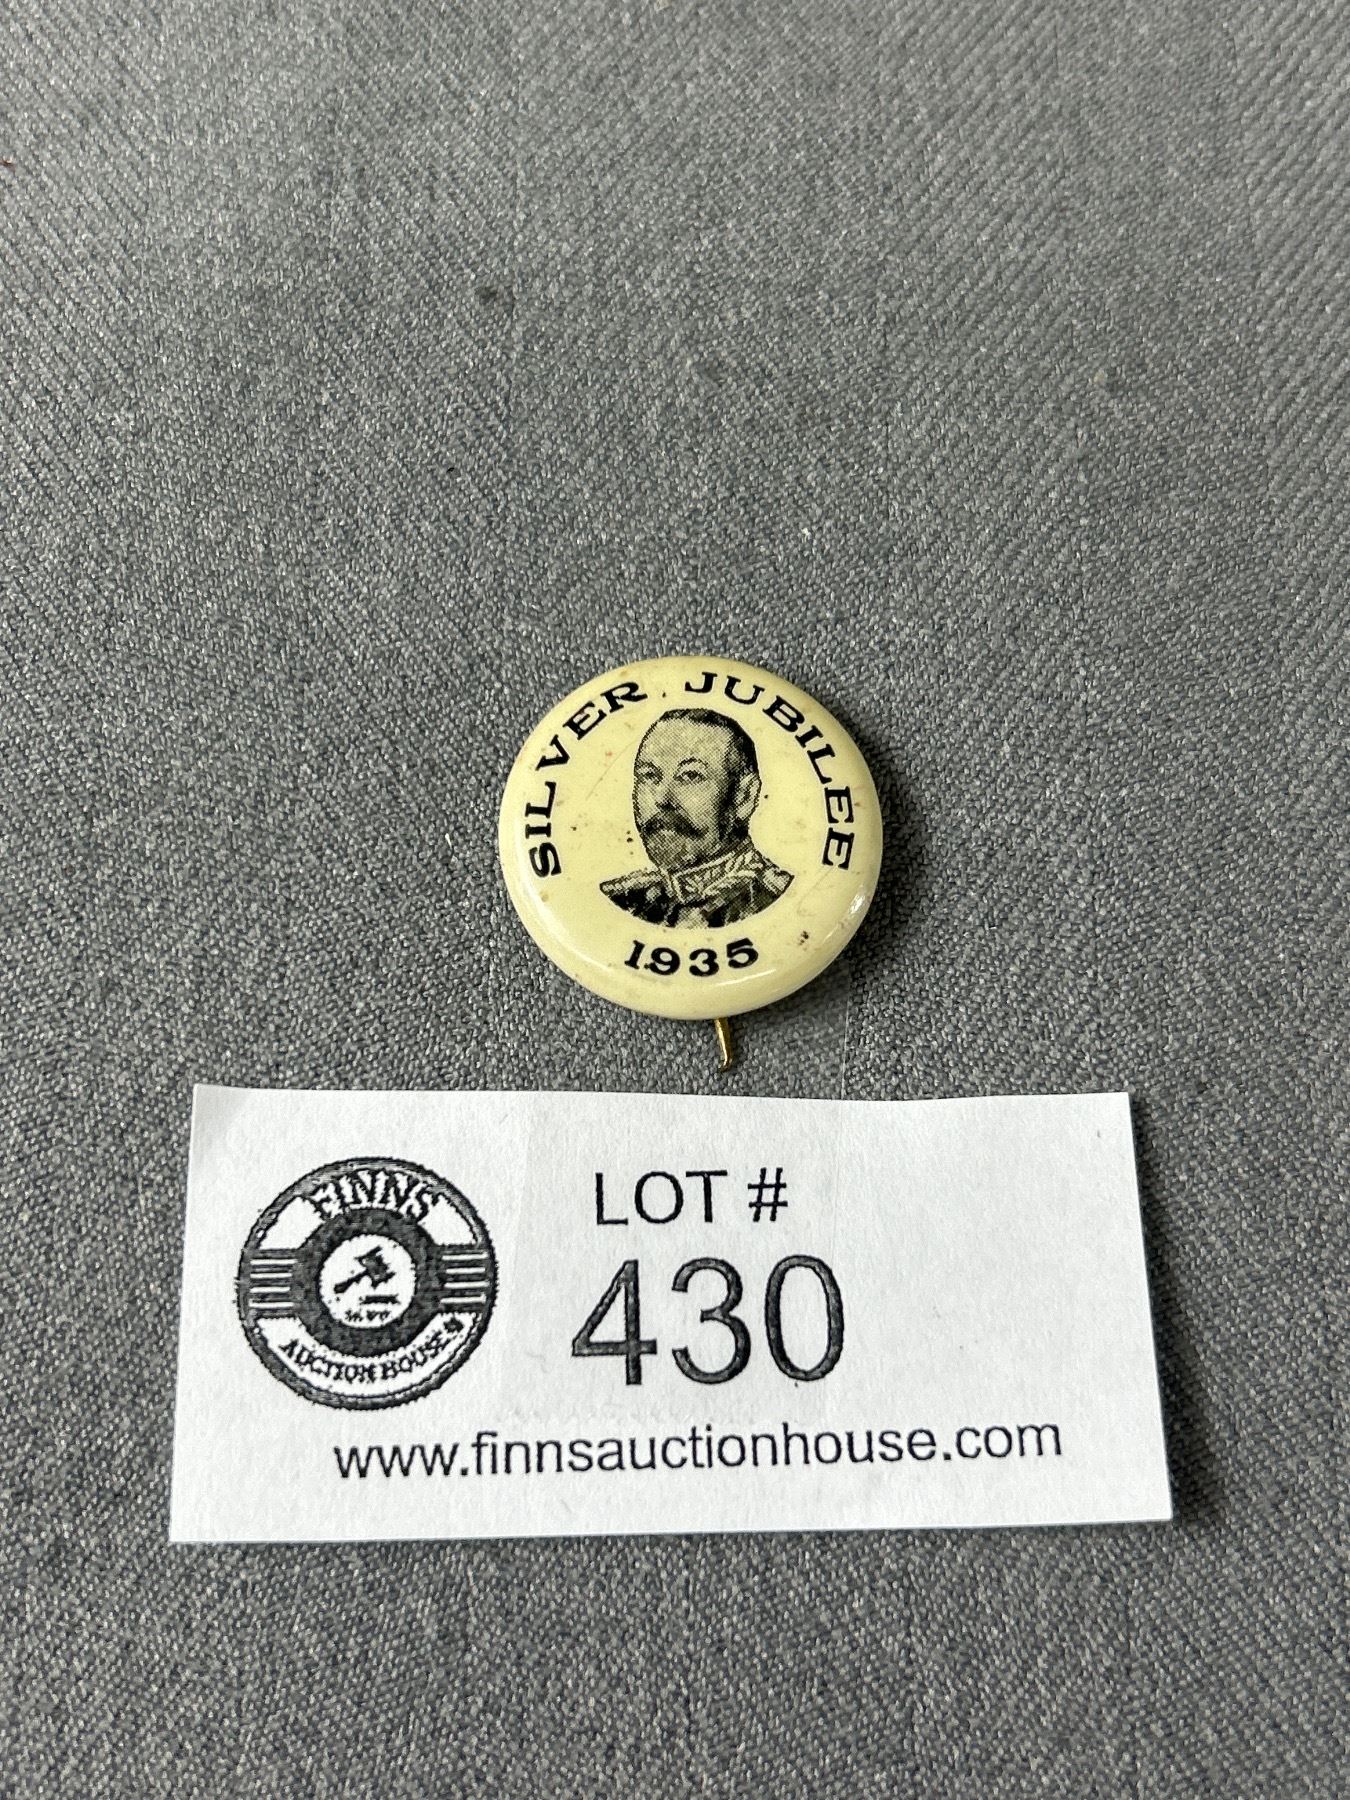 SILVER JUBILEE
1935
FINNS
AUCTION HOUSE
LOT #
430
www.finnsauctionhouse.com